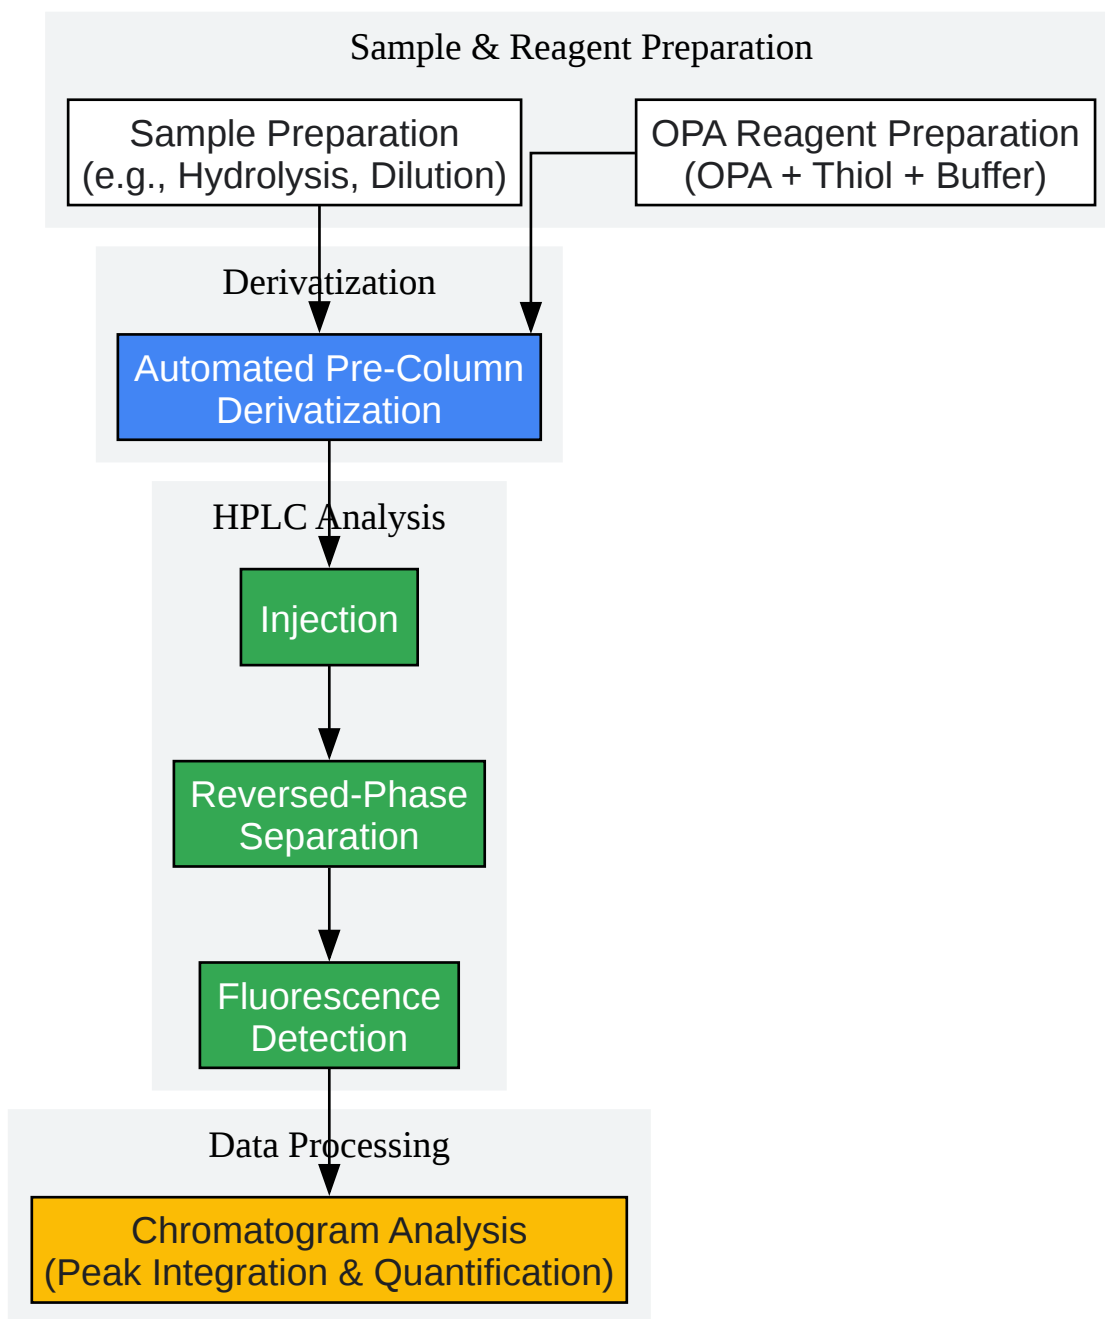 Sample & Reagent Preparation
Sample Preparation
(e.g., Hydrolysis, Dilution)
OPA Reagent Preparation
(OPA + Thiol + Buffer)
Derivatization
Automated Pre-Column
Derivatization
HPLC Analysis
Injection
Reversed-Phase
Separation
Fluorescence
Detection
Data Processing
Chromatogram Analysis
(Peak Integration & Quantification)